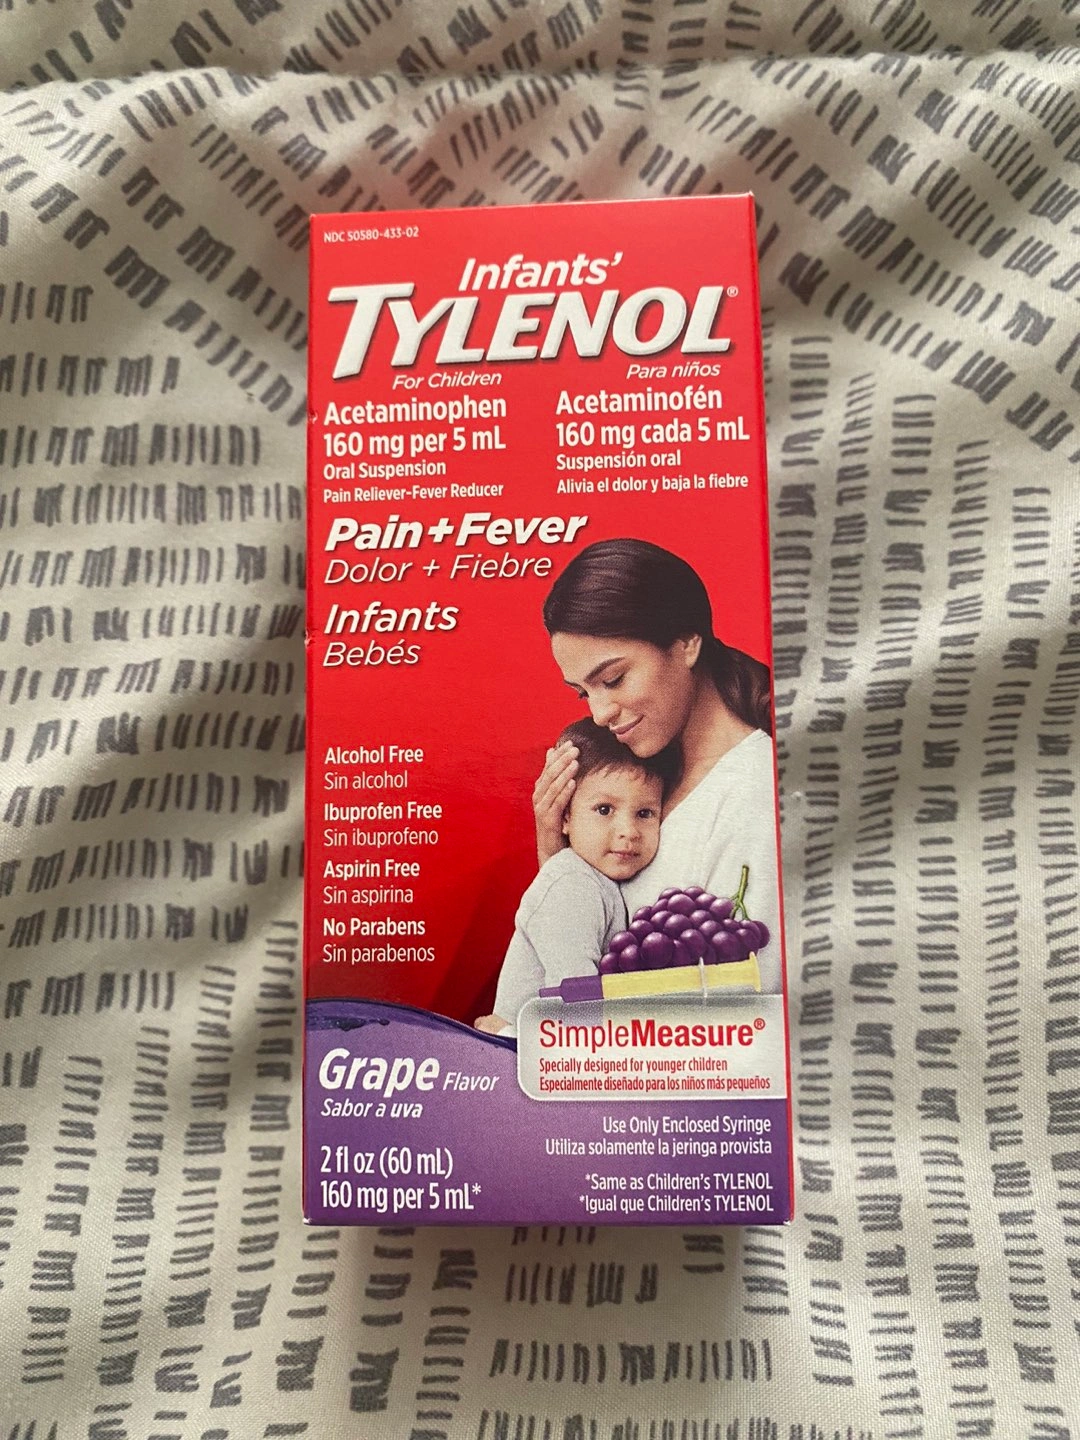 NDC 50580-433-02
Infants’
TYLENOL®
For Children
Acetaminophen
160 mg per 5 mL
Oral Suspension
Pain Reliever-Fever Reducer
Para niños
Acetaminofén
160 mg cada 5 mL
Suspensión oral
Alivia el dolor y baja la fiebre
Pain+Fever
Dolor + Fiebre
Infants
Bebés
Alcohol Free
Sin alcohol
Ibuprofen Free
Sin ibuprofeno
Aspirin Free
Sin aspirina
No Parabens
Sin parabenos
SimpleMeasure®
Specially designed for younger children
Especialmente diseñado para los niños más pequeños
Grape Flavor
Sabor a uva
2 fl oz (60 mL)
160 mg per 5 mL*
Use Only Enclosed Syringe
Utiliza solamente la jeringa provista
*Same as Children’s TYLENOL
*Igual que Children’s TYLENOL